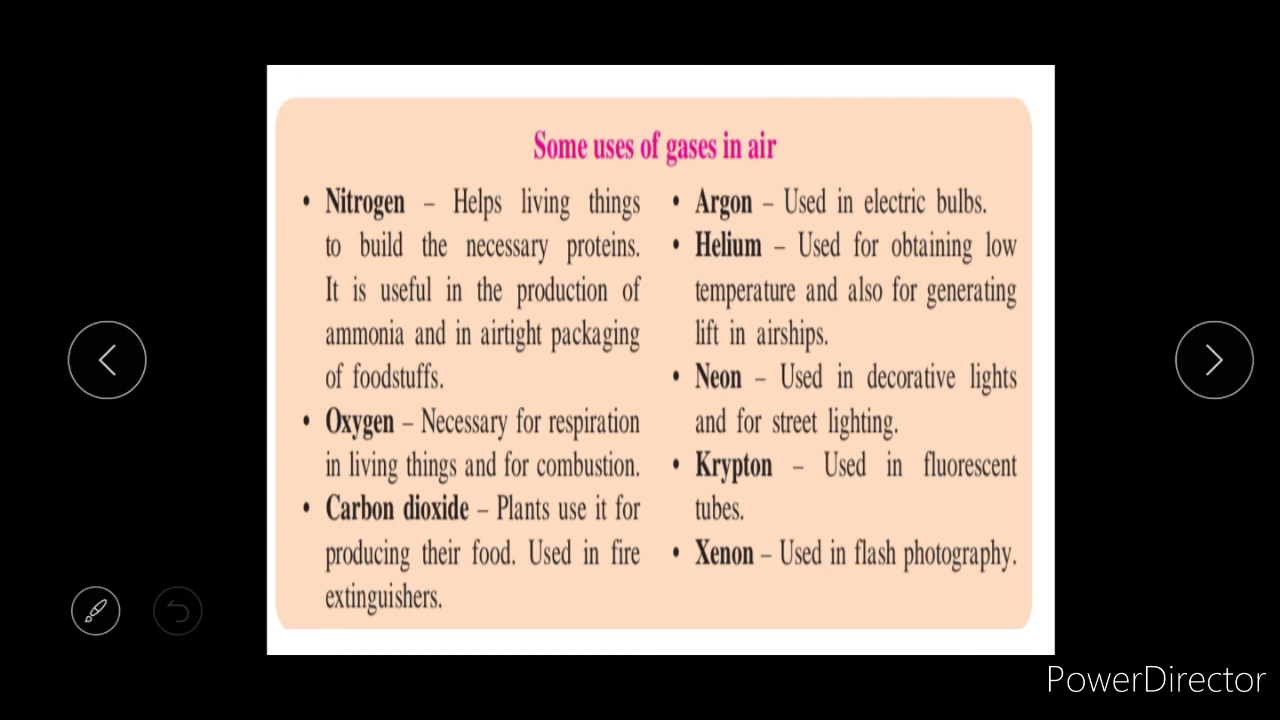 Some uses of gases in air
• Nitrogen – Helps living things
to build the necessary proteins.
It is useful in the production of
ammonia and in airtight packaging
of foodstuffs.
• Oxygen – Necessary for respiration
in living things and for combustion.
• Carbon dioxide – Plants use it for
producing their food. Used in fire
extinguishers.
• Argon – Used in electric bulbs.
• Helium – Used for obtaining low
temperature and also for generating
lift in airships.
• Neon – Used in decorative lights
and for street lighting.
• Krypton – Used in fluorescent
tubes.
• Xenon – Used in flash photography.
PowerDirector